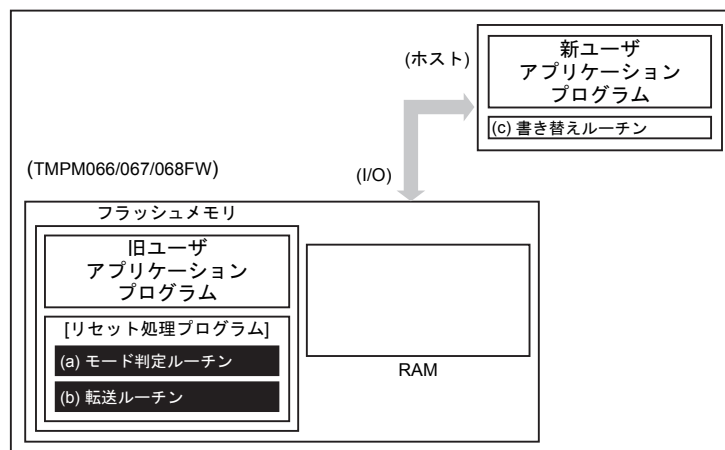 (ホスト)
新ユーザ
アプリケーション
プログラム
(c) 書き替えルーチン
(TMPM066/067/068FW)
(I/O)
フラッシュメモリ
旧ユーザ
アプリケーション
プログラム
[リセット処理プログラム]
(a) モード判定ルーチン
(b) 転送ルーチン
RAM